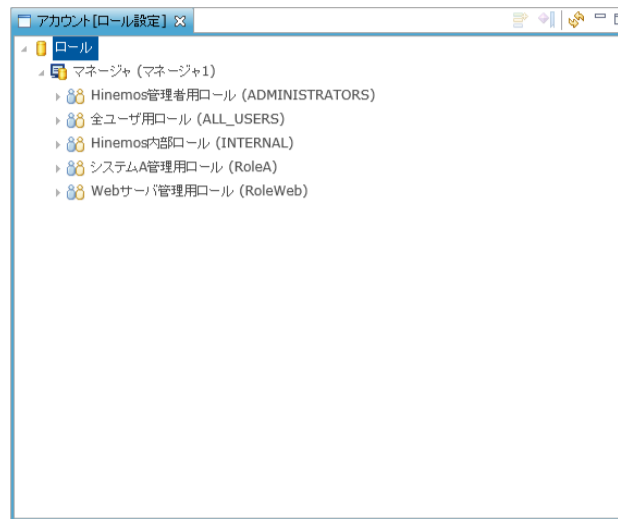 アカウント[ロール設定]
ロール
マネージャ (マネージャ1)
Hinemos管理者用ロール (ADMINISTRATORS)
全ユーザ用ロール (ALL_USERS)
Hinemos内部ロール (INTERNAL)
システムA管理用ロール (RoleA)
Webサーバ管理用ロール (RoleWeb)